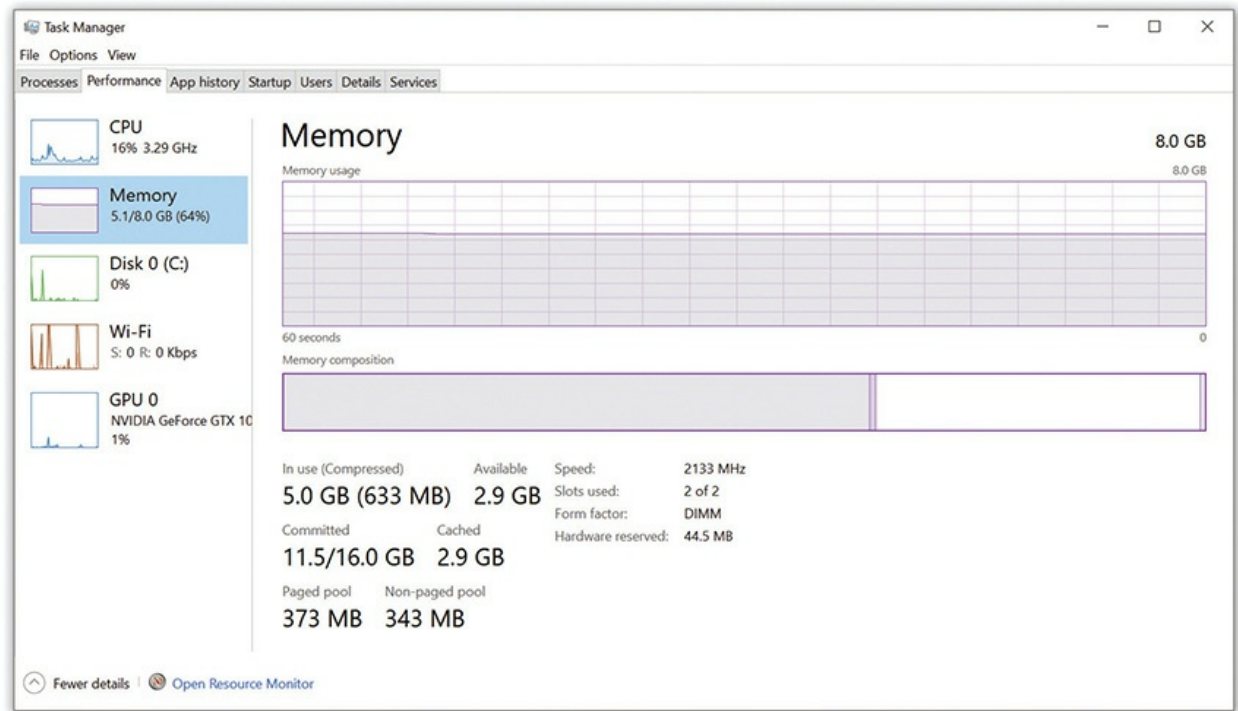 Task Manager
File Options View
Processes Performance App history Startup Users Details Services
CPU
16% 3.29 GHz
Memory
5.1/8.0 GB (64%)
Disk 0 (C:)
0%
Wi-Fi
S: 0 R: 0 Kbps
GPU 0
NVIDIA GeForce GTX 10
1%
Memory 8.0 GB
Memory usage 8.0 GB
60 seconds 0
Memory composition
In use (Compressed) Available
5.0 GB (633 MB) 2.9 GB
Committed Cached
11.5/16.0 GB 2.9 GB
Paged pool Non-paged pool
373 MB 343 MB
Speed: 2133 MHz
Slots used: 2 of 2
Form factor: DIMM
Hardware reserved: 44.5 MB
Fewer details Open Resource Monitor